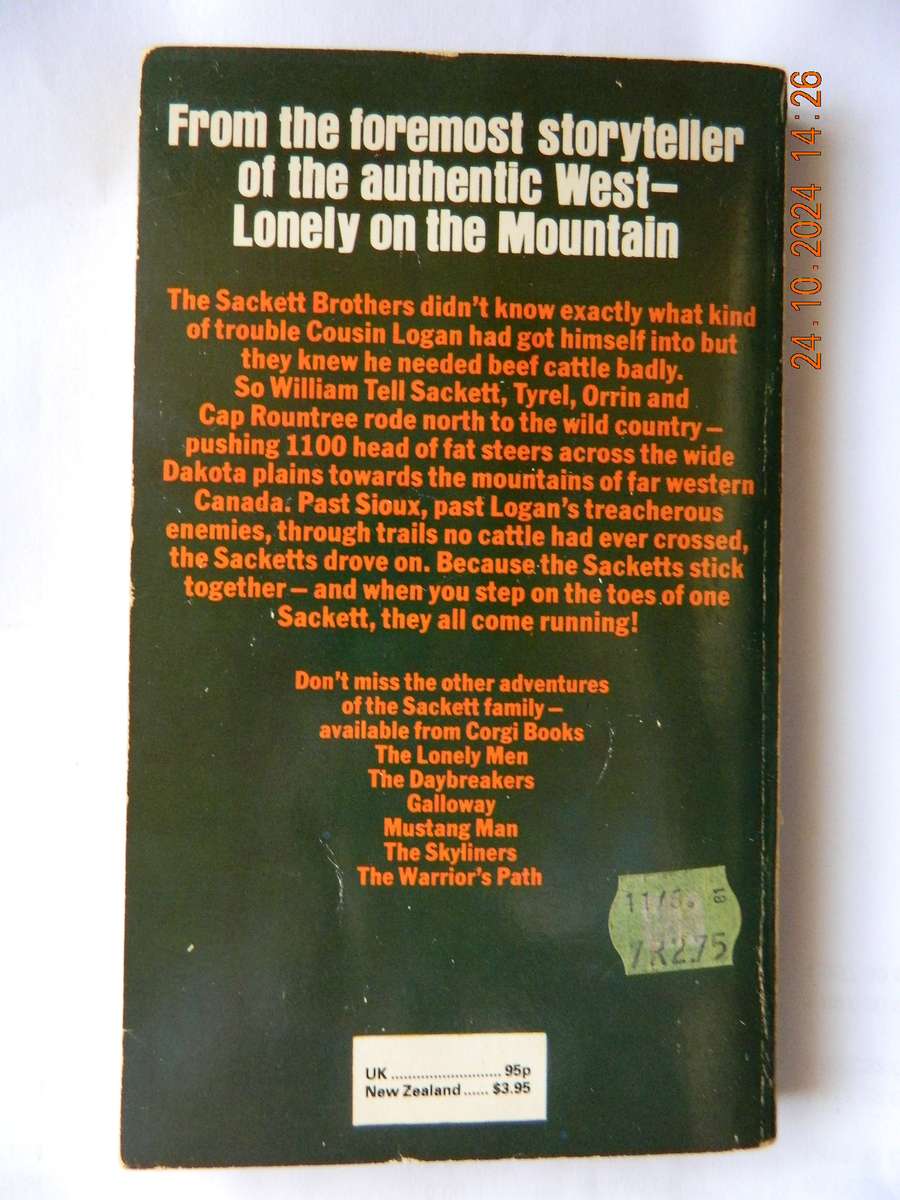 From the foremost storyteller
of the authentic West–
Lonely on the Mountain
The Sackett Brothers didn't know exactly what kind
of trouble Cousin Logan had got himself into but
they knew he needed beef cattle badly.
So William Tell Sackett, Tyrel, Orrin and
Cap Rountree rode north to the wild country –
pushing 1100 head of fat steers across the wide
Dakota plains towards the mountains of far western
Canada. Past Sioux, past Logan's treacherous
enemies, through trails no cattle had ever crossed,
the Sacketts drove on. Because the Sacketts stick
together – and when you step on the toes of one
Sackett, they all come running!
Don't miss the other adventures
of the Sackett family –
available from Corgi Books
The Lonely Men
The Daybreakers
Galloway
Mustang Man
The Skyliners
The Warrior's Path
81
R2.75
UK .......................... 95p
New Zealand ...... $3.95
24.10.2024 14:26